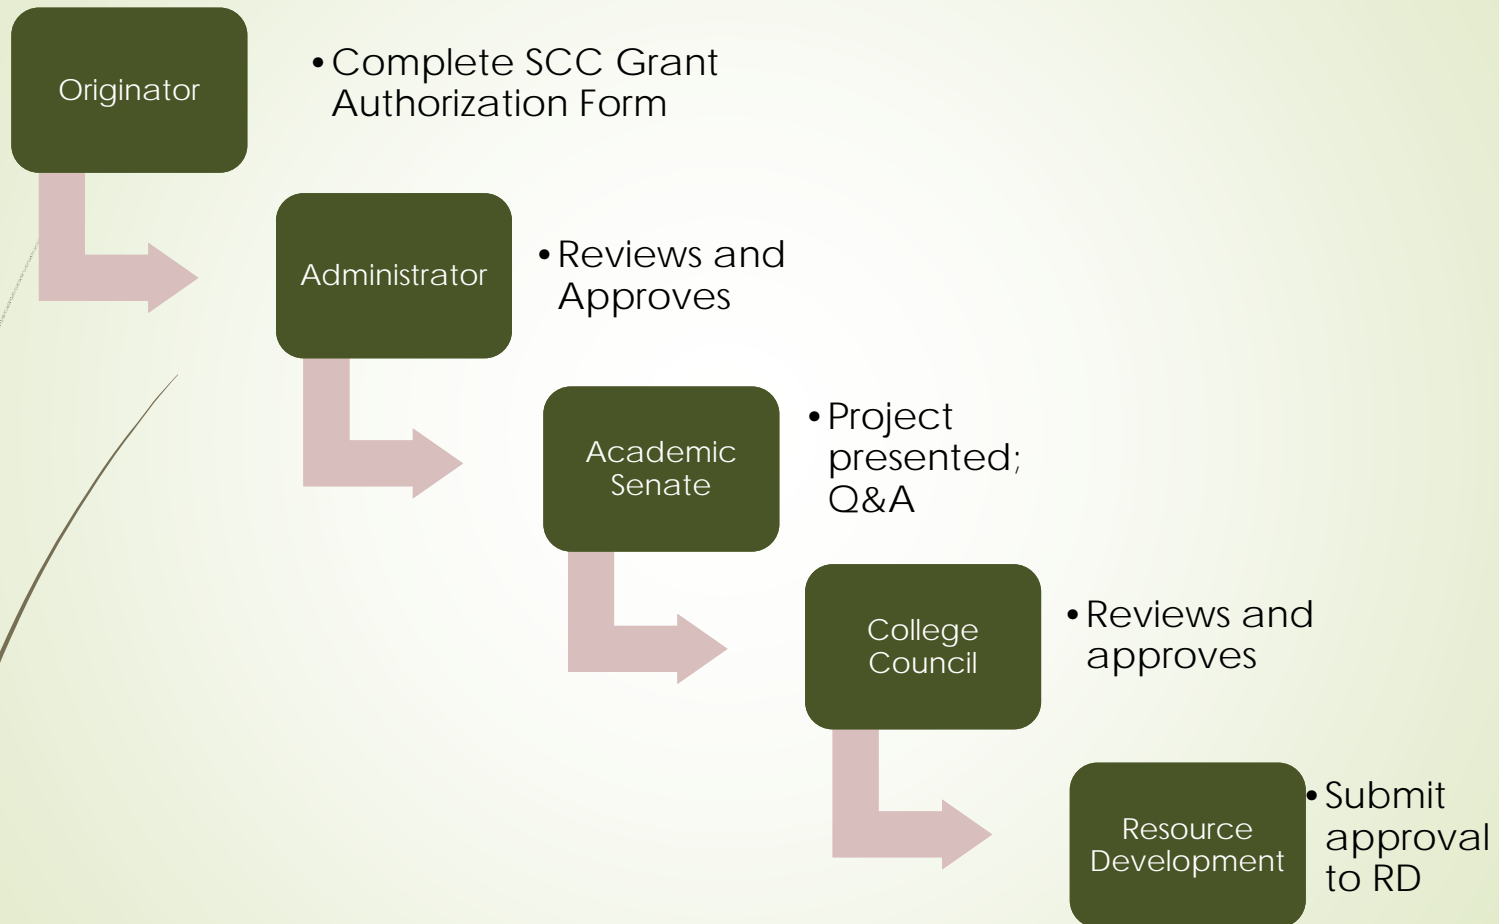 Originator
• Complete SCC Grant
Authorization Form
Administrator
• Reviews and
Approves
Academic
Senate
• Project
presented;
Q&A
College
Council
• Reviews and
approves
Resource
Development
• Submit
approval
to RD